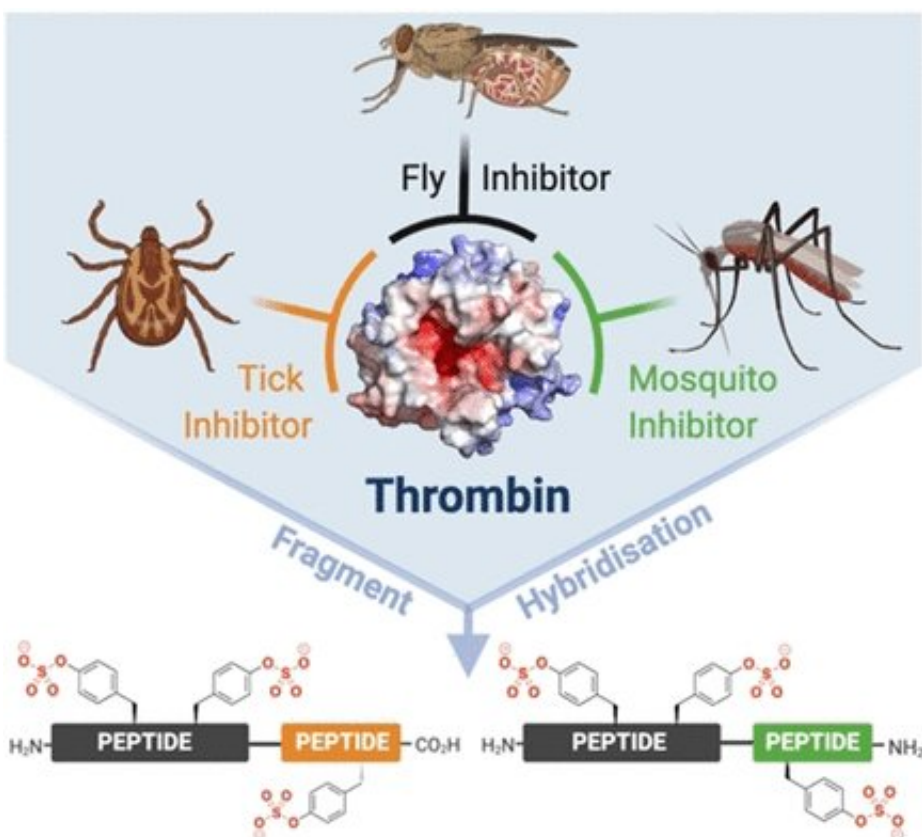 Fly Inhibitor
Tick
Inhibitor
Mosquito
Inhibitor
Thrombin
Fragment
Hybridisation
⊖O S O O O
O O S O O⊖
⊖O S O O O
O O S O O⊖
H₂N PEPTIDE PEPTIDE CO₂H
H₂N PEPTIDE PEPTIDE NH₂
O O S O O⊖
O O S O O⊖